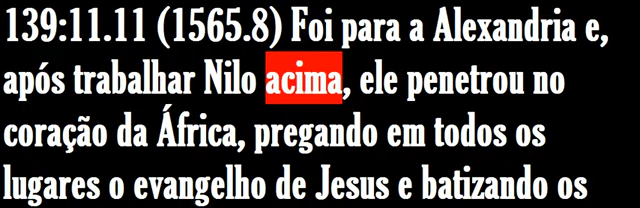 139:11.11 (1565.8) Foi para a Alexandria e,
após trabalhar Nilo acima, ele penetrou no
coração da África, pregando em todos os
lugares o evangelho de Jesus e batizando os